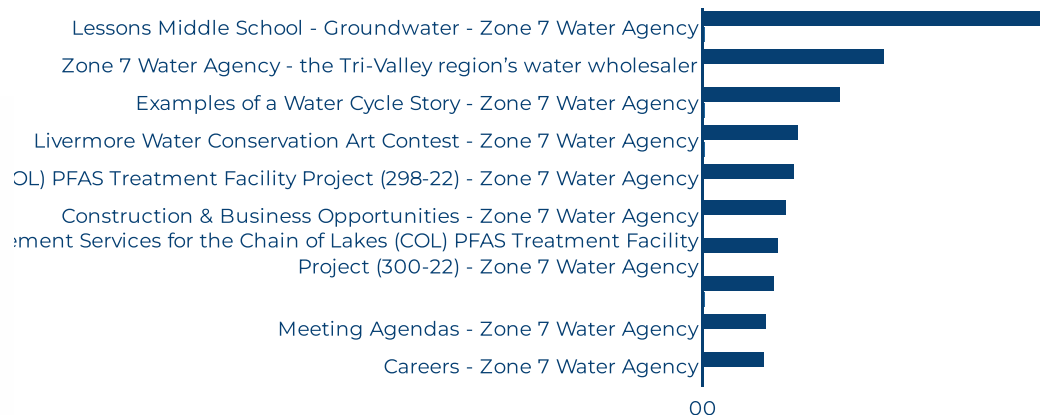 Lessons Middle School - Groundwater - Zone 7 Water Agency
Zone 7 Water Agency - the Tri-Valley region’s water wholesaler
Examples of a Water Cycle Story - Zone 7 Water Agency
Livermore Water Conservation Art Contest - Zone 7 Water Agency
OL) PFAS Treatment Facility Project (298-22) - Zone 7 Water Agency
Construction & Business Opportunities - Zone 7 Water Agency
ement Services for the Chain of Lakes (COL) PFAS Treatment Facility
Project (300-22) - Zone 7 Water Agency
Meeting Agendas - Zone 7 Water Agency
Careers - Zone 7 Water Agency
00